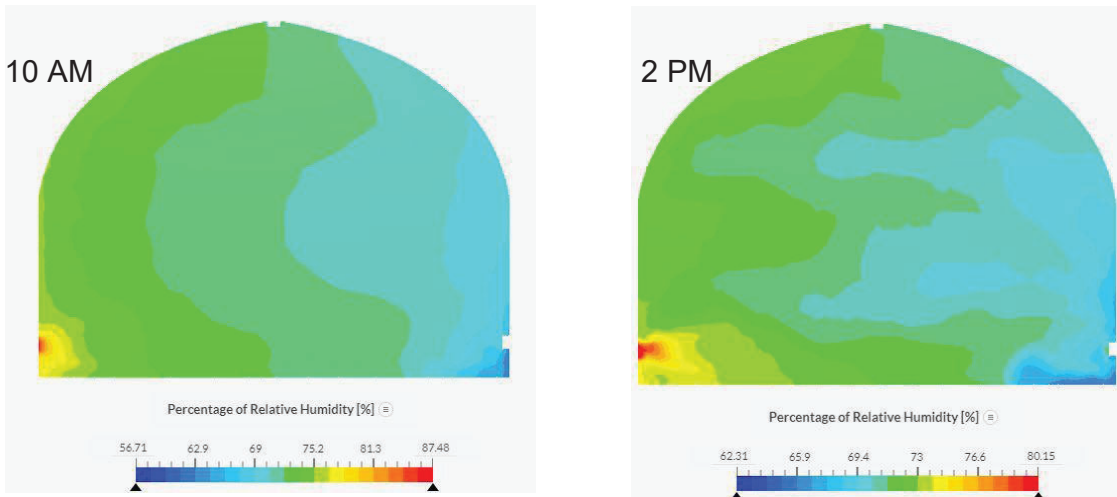 10 AM
2 PM
Percentage of Relative Humidity [%]
56.71 62.9 69 75.2 81.3 87.48
Percentage of Relative Humidity [%]
62.31 65.9 69.4 73 76.6 80.15